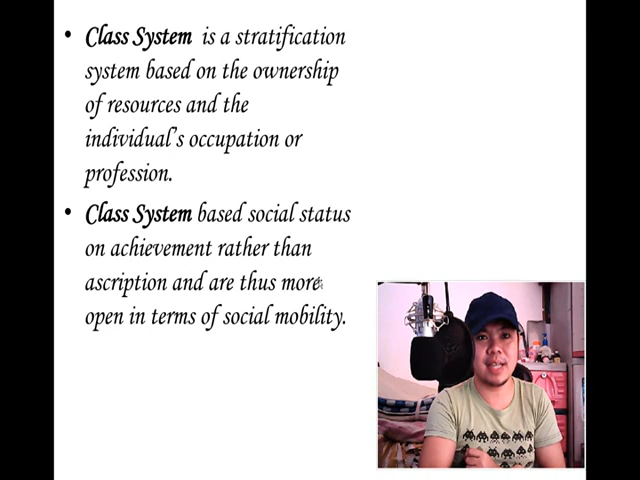 • Class System is a stratification
system based on the ownership
of resources and the
individual's occupation or
profession.
• Class System based social status
on achievement rather than
ascription and are thus more
open in terms of social mobility.